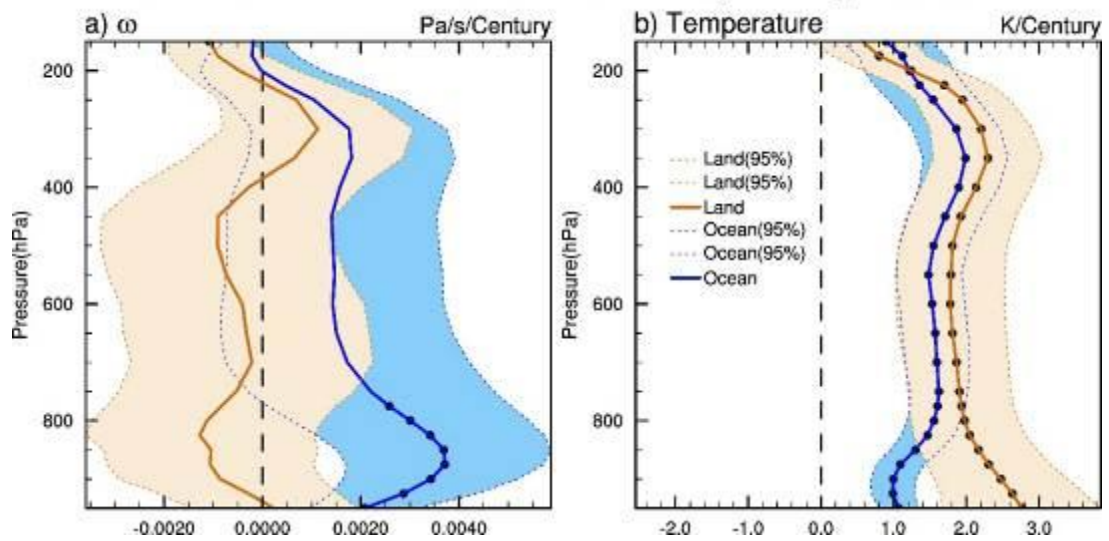 a) ω Pa/s/Century
b) Temperature K/Century
200
400
600
800
Pressure(hPa)
-0.0020 0.0000 0.0020 0.0040
200
400
600
800
Pressure(hPa)
Land(95%)
Land(95%)
Land
Ocean(95%)
Ocean(95%)
Ocean
-2.0 -1.0 0.0 1.0 2.0 3.0